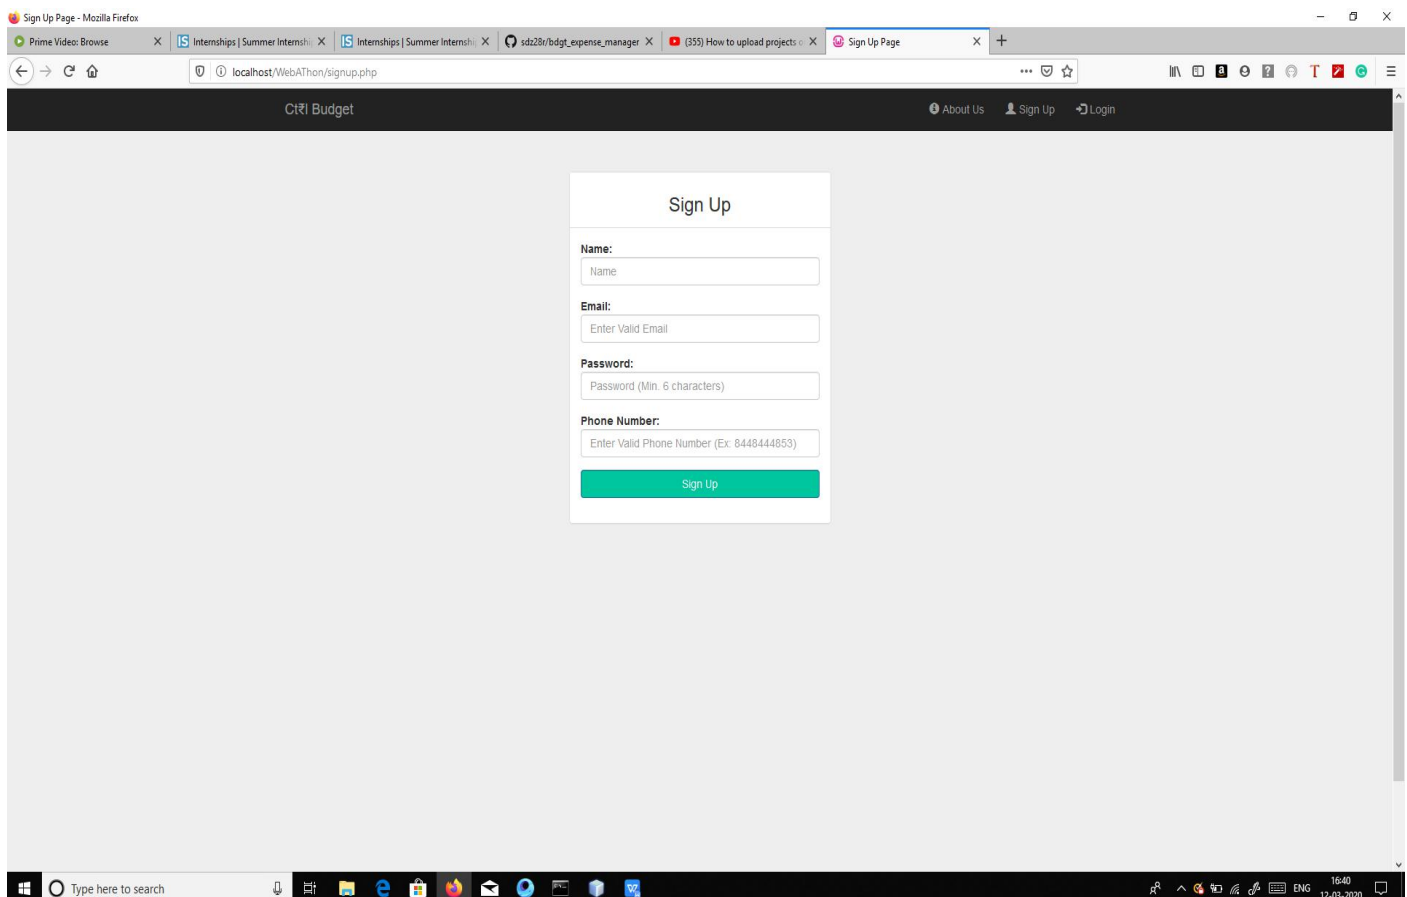 Sign Up Page - Mozilla Firefox
Prime Video: Browse
Internships | Summer Internshi
Internships | Summer Internshi
sdz28r/bdgt_expense_manager
(355) How to upload projects o
Sign Up Page
localhost/WebAThon/signup.php
Ct₹l Budget
About Us
Sign Up
Login
Sign Up
Name:
Name
Email:
Enter Valid Email
Password:
Password (Min. 6 characters)
Phone Number:
Enter Valid Phone Number (Ex: 8448444853)
Sign Up
Type here to search
ENG
16:40
12-03-2020